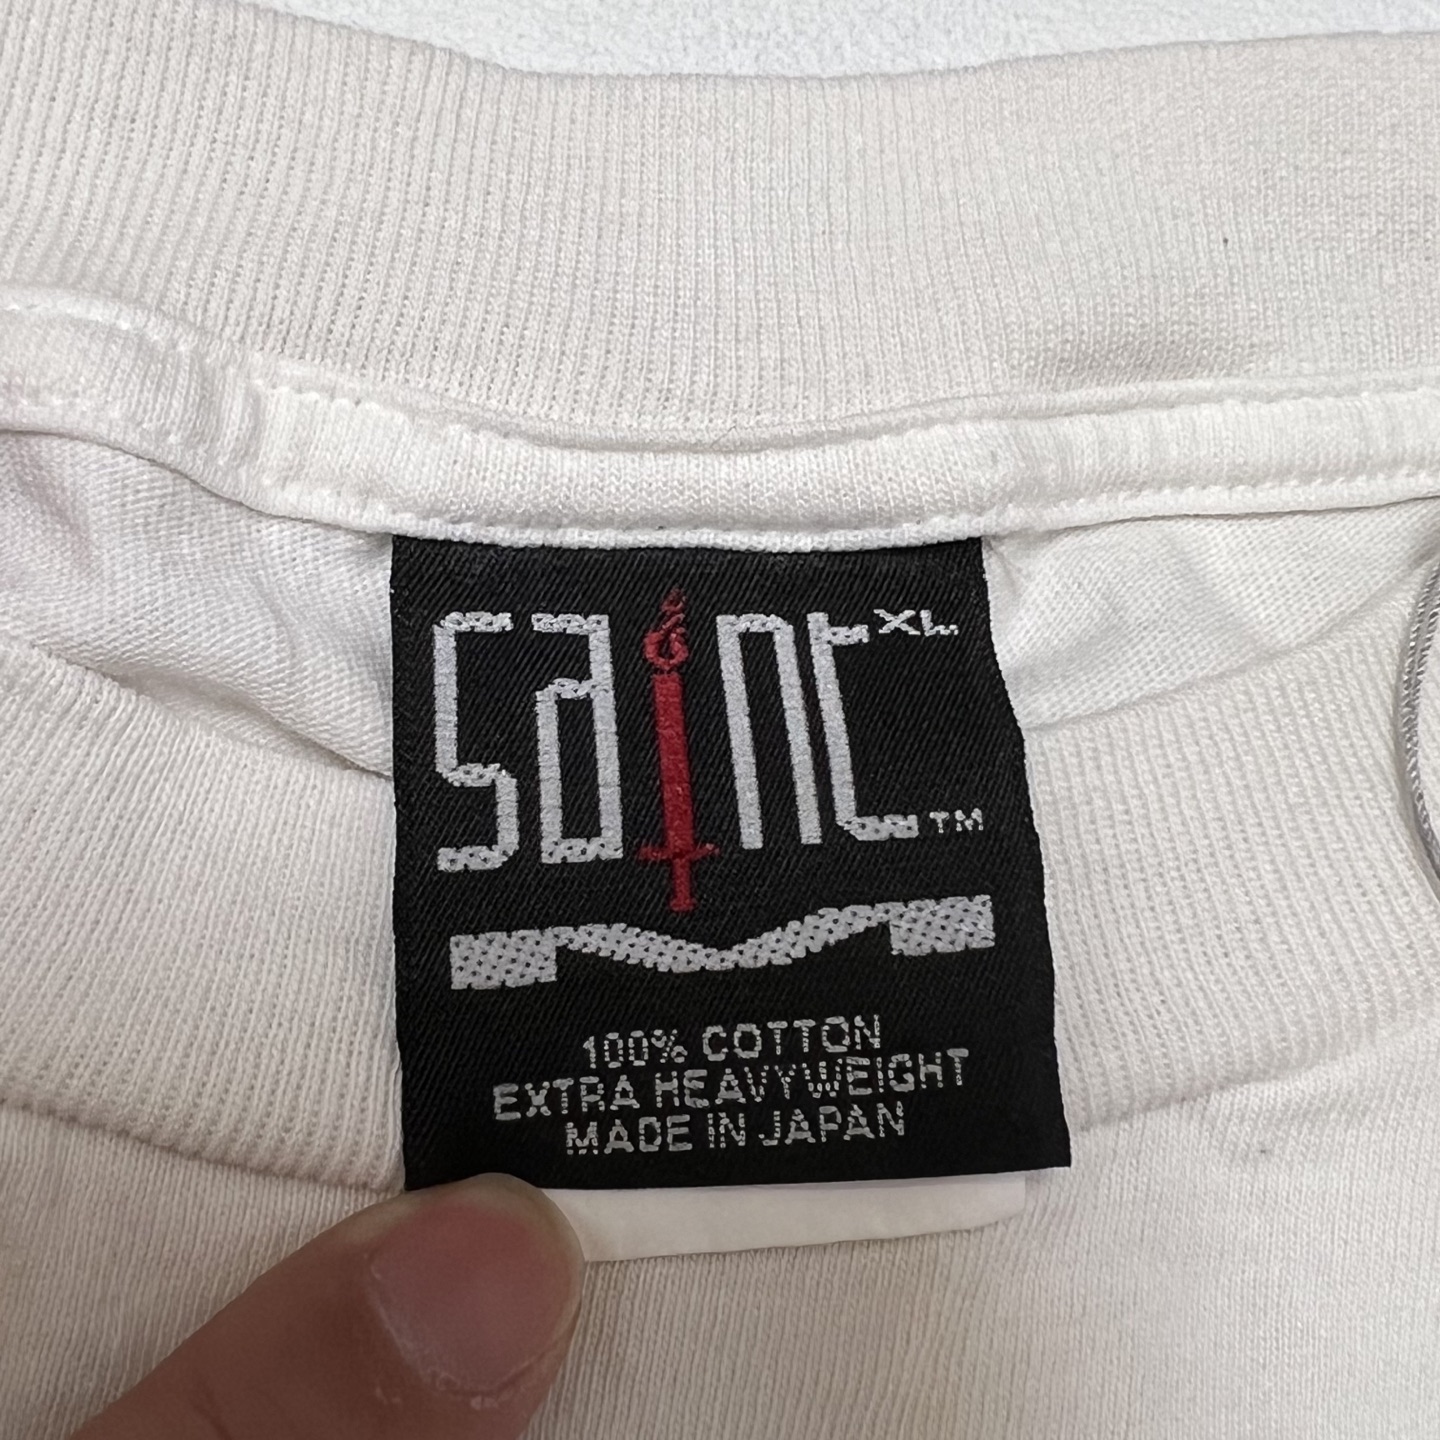 SaINt XL
TM
100% COTTON
EXTRA HEAVYWEIGHT
MADE IN JAPAN